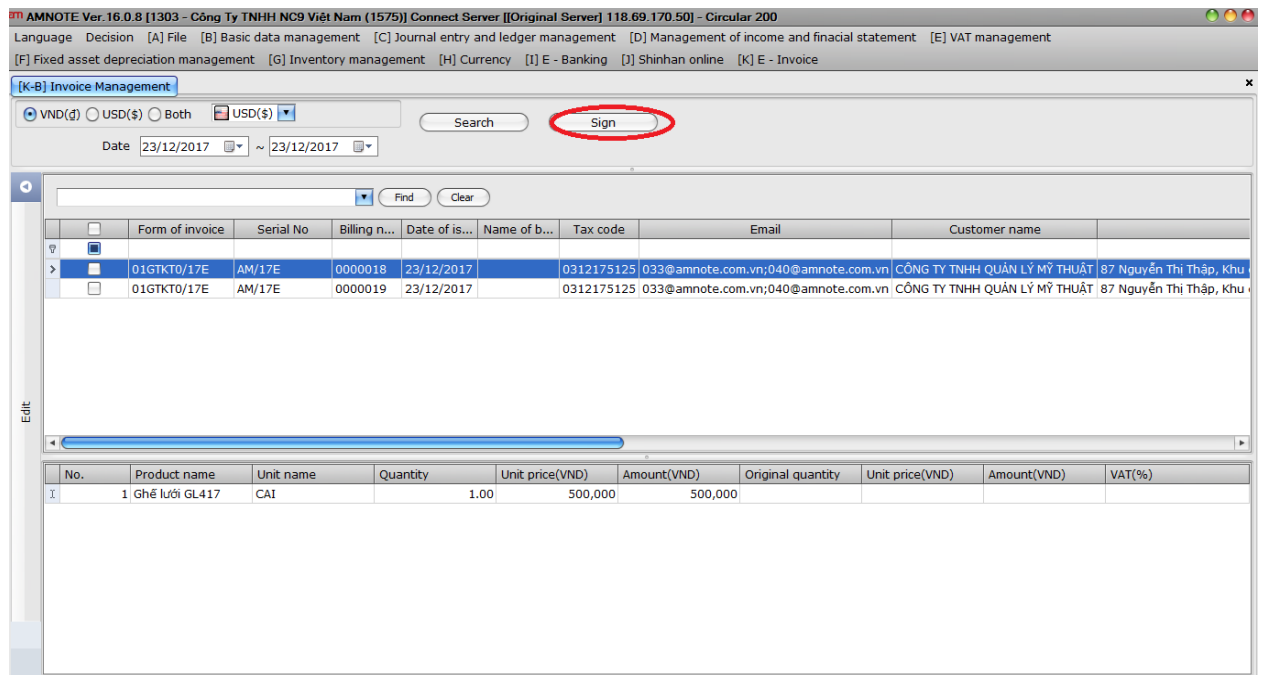 AMNOTE Ver.16.0.8 [1303 - Công Ty TNHH NC9 Việt Nam (1575)] Connect Server [[Original Server] 118.69.170.50] - Circular 200
Language Decision [A] File [B] Basic data management [C] Journal entry and ledger management [D] Management of income and finacial statement [E] VAT management
[F] Fixed asset depreciation management [G] Inventory management [H] Currency [I] E - Banking [J] Shinhan online [K] E - Invoice
[K-B] Invoice Management
VND(₫) USD($) Both USD($) Search Sign
Date 23/12/2017 ~ 23/12/2017
Find Clear
Form of invoice Serial No Billing n... Date of is... Name of b... Tax code Email Customer name
01GTKT0/17E AM/17E 0000018 23/12/2017 0312175125 033@amnote.com.vn;040@amnote.com.vn CÔNG TY TNHH QUẢN LÝ MỸ THUẬT 87 Nguyễn Thị Thập, Khu
01GTKT0/17E AM/17E 0000019 23/12/2017 0312175125 033@amnote.com.vn;040@amnote.com.vn CÔNG TY TNHH QUẢN LÝ MỸ THUẬT 87 Nguyễn Thị Thập, Khu
Edit
No. Product name Unit name Quantity Unit price(VND) Amount(VND) Original quantity Unit price(VND) Amount(VND) VAT(%)
1 Ghế lưới GL417 CAI 1.00 500,000 500,000